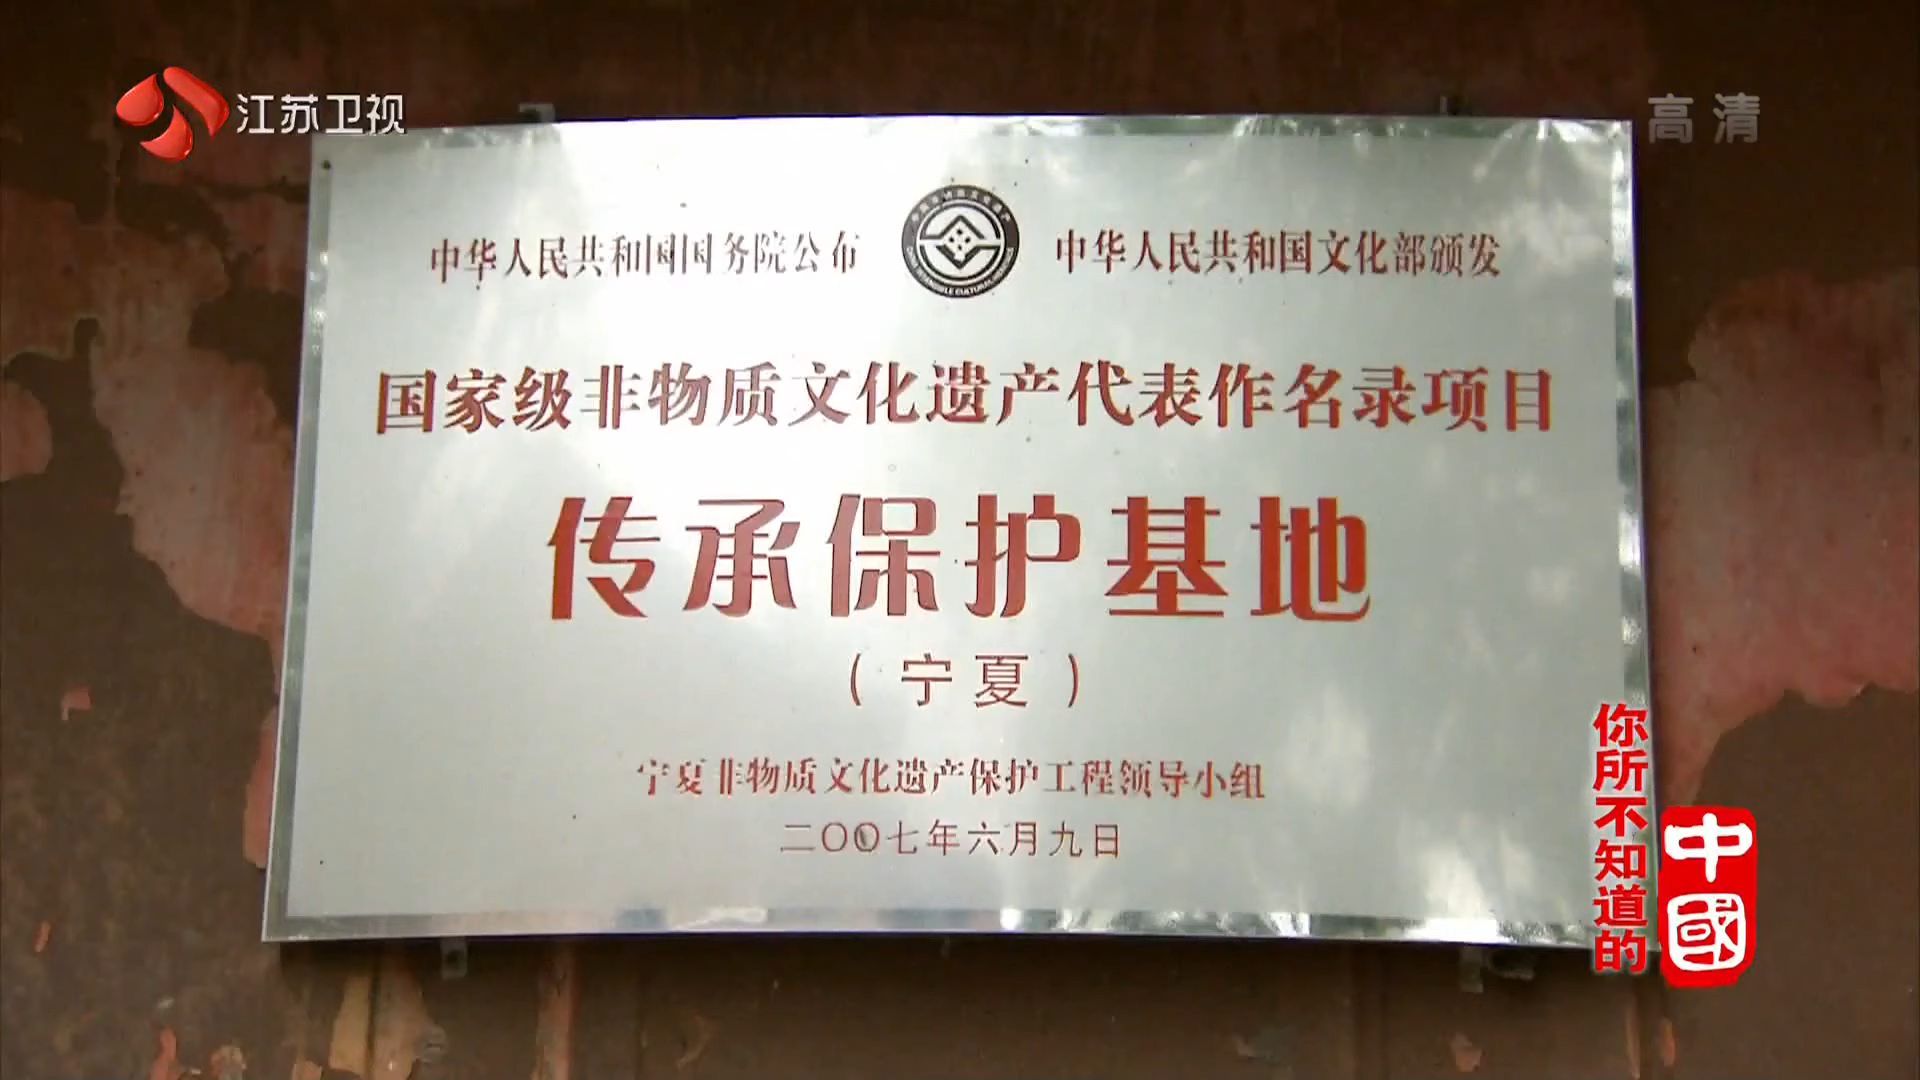 江苏卫视
高清
中华人民共和国国务院公布
中华人民共和国文化部颁发
国家级非物质文化遗产代表作名录项目
传承保护基地
（宁夏）
宁夏非物质文化遗产保护工程领导小组
二〇〇七年六月九日
你所不知道的
中國